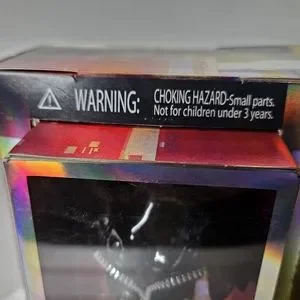 WARNING: CHOKING HAZARD-Small parts.
Not for children under 3 years.